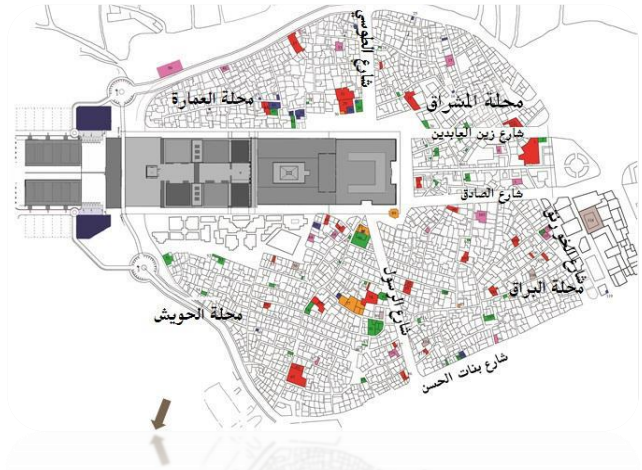 شارع الطوسي
محلة العمارة
محلة المشراق
شارع زين العابدين
شارع الصادق
شارع الخورنق
شارع الرسول
محلة البراق
محلة الحويش
شارع بنات الحسن